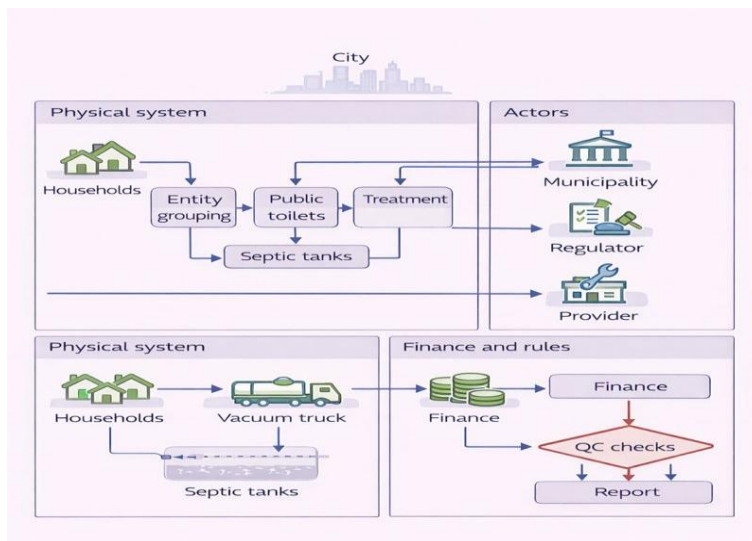 City
Physical system
Households
Entity
grouping
Public
toilets
Treatment
Septic tanks
Actors
Municipality
Regulator
Provider
Physical system
Households
Vacuum truck
Septic tanks
Finance and rules
Finance
Finance
QC checks
Report